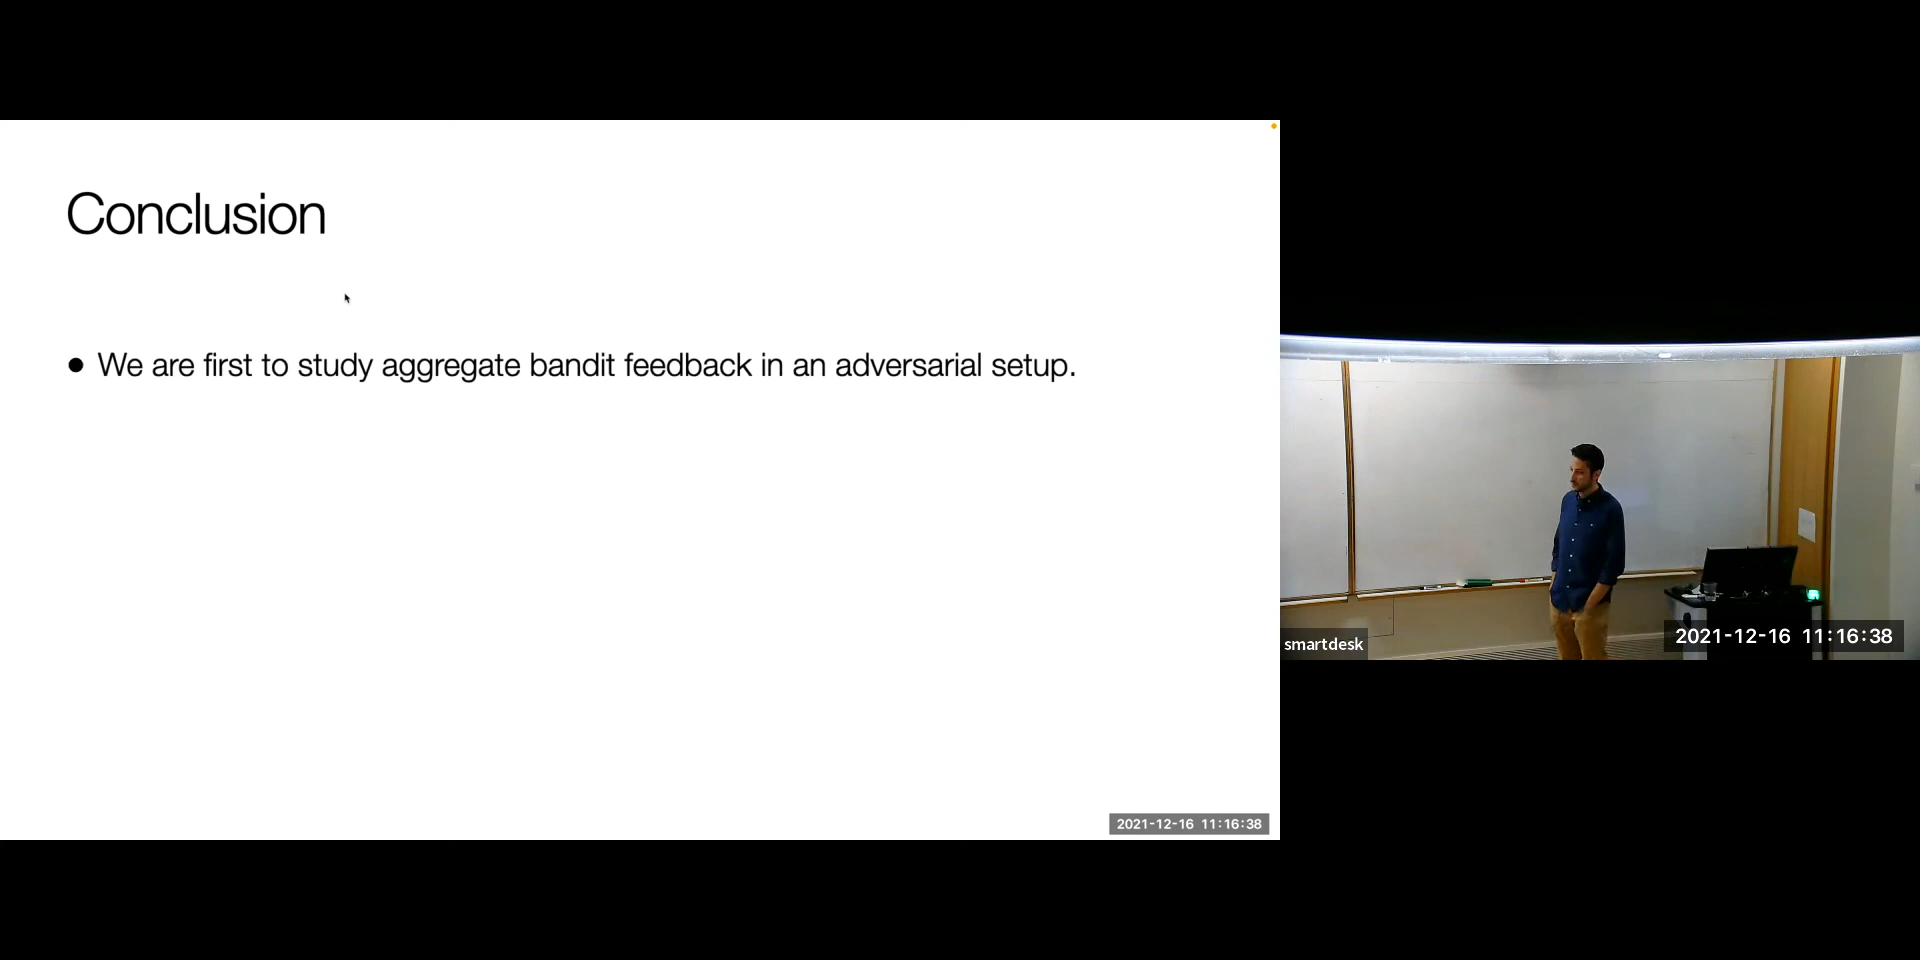 Conclusion
● We are first to study aggregate bandit feedback in an adversarial setup.
2021-12-16 11:16:38
smartdesk
2021-12-16 11:16:38